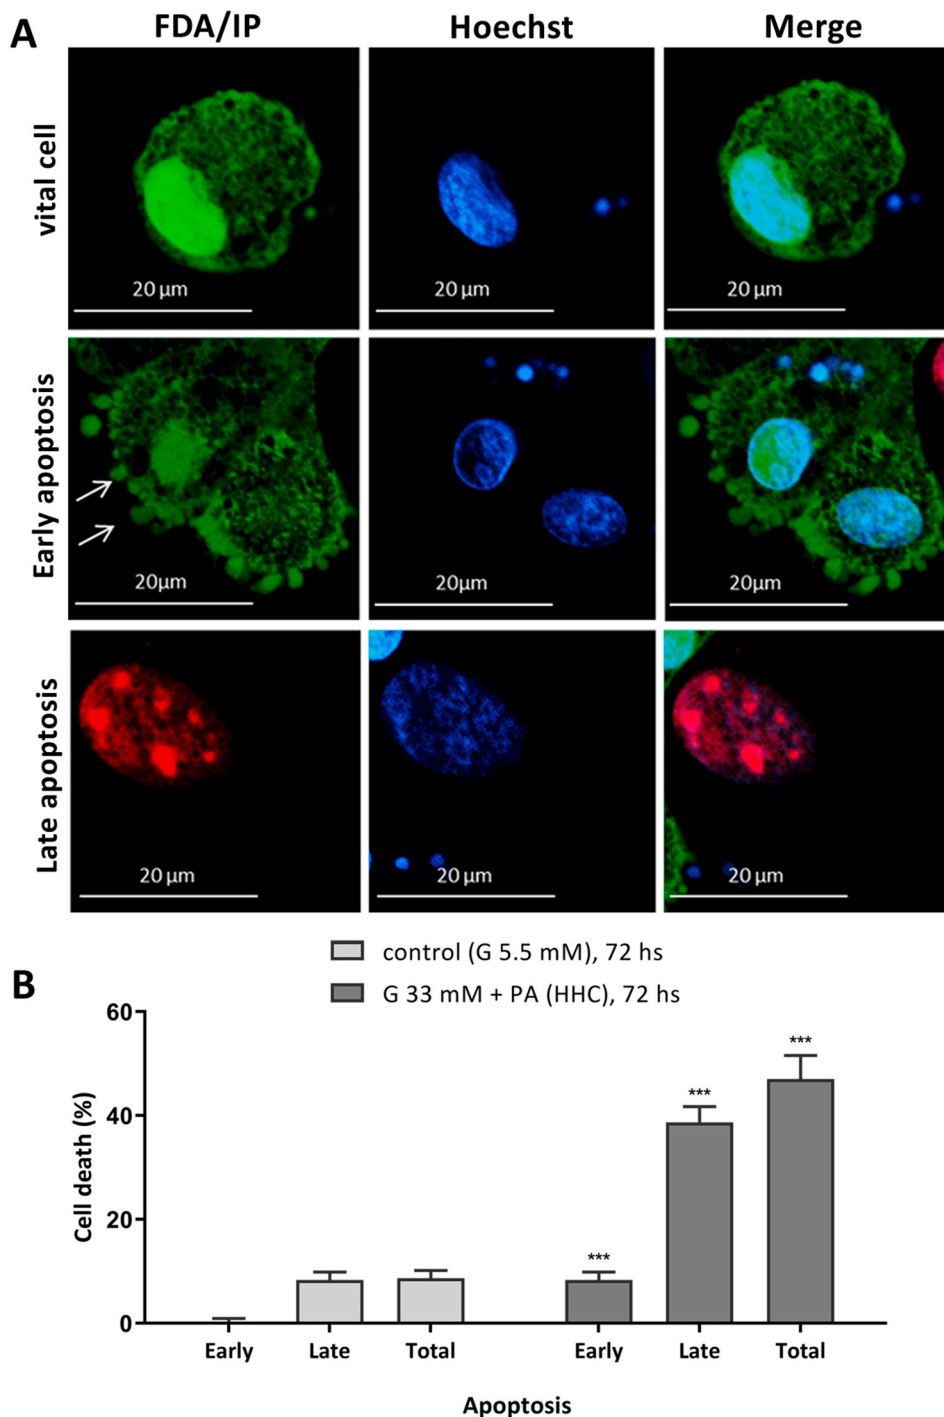 A
FDA/IP
Hoechst
Merge
vital cell
20 µm
20 µm
20 µm
Early apoptosis
20µm
20µm
20µm
Late apoptosis
20 µm
20 µm
20 µm
control (G 5.5 mM), 72 hs
B
G 33 mM + PA (HHC), 72 hs
60
40
20
0
Cell death (%)
***
***
***
Early
Late
Total
Early
Late
Total
Apoptosis